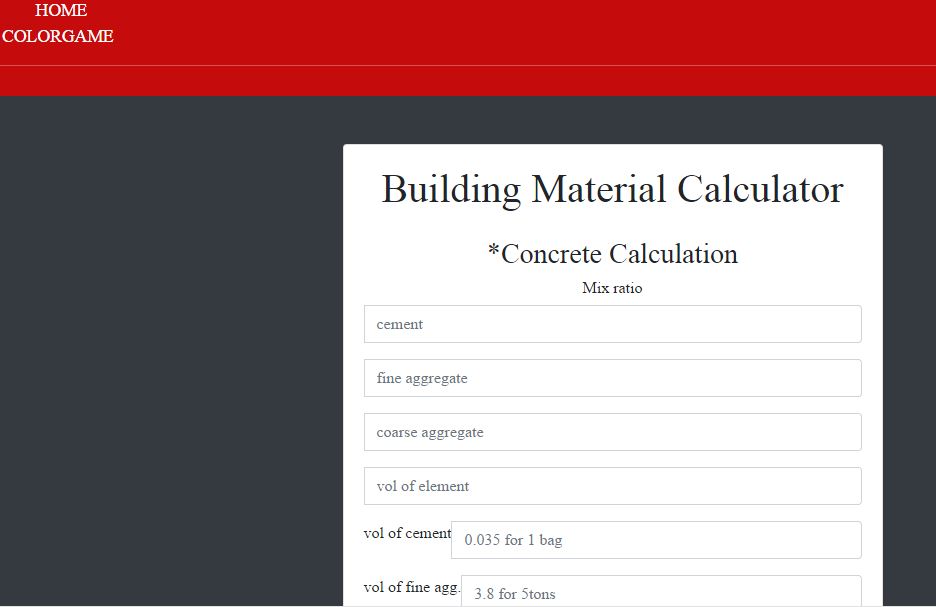 HOME
COLORGAME
Building Material Calculator
*Concrete Calculation
Mix ratio
cement
fine aggregate
coarse aggregate
vol of element
vol of cement 0.035 for 1 bag
vol of fine agg. 3.8 for 5tons